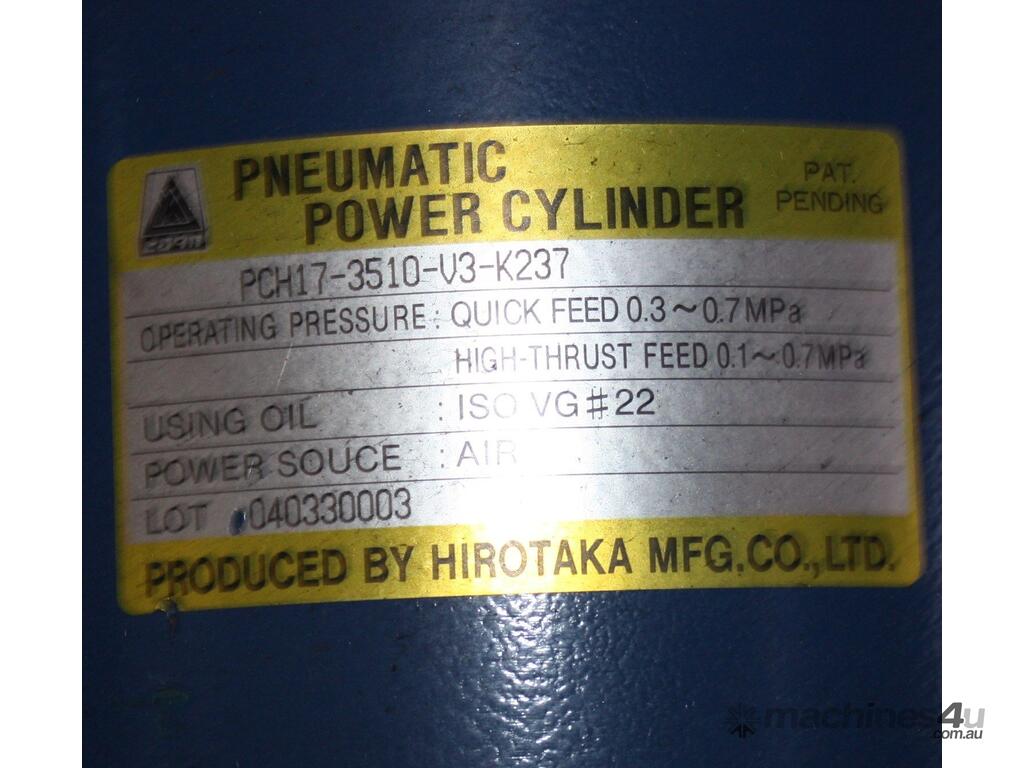 PNEUMATIC
POWER CYLINDER
PAT.
PENDING
PCH17-3510-V3-K237
OPERATING PRESSURE : QUICK FEED 0.3~0.7MPa
HIGH-THRUST FEED 0.1~0.7MPa
USING OIL : ISO VG#22
POWER SOUCE : AIR
LOT 040330003
PRODUCED BY HIROTAKA MFG.CO.,LTD.
machines4u
.com.au